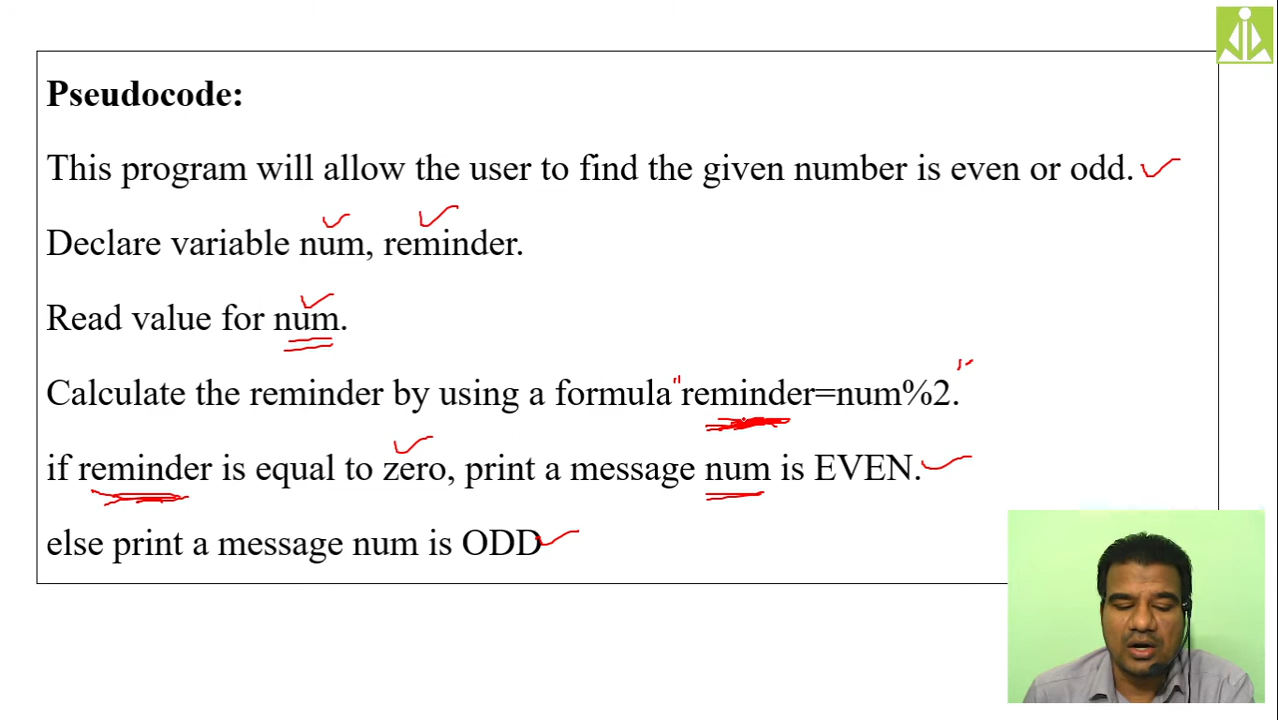 Pseudocode:
This program will allow the user to find the given number is even or odd.
Declare variable num, reminder.
Read value for num.
Calculate the reminder by using a formula "reminder=num%2."
if reminder is equal to zero, print a message num is EVEN.
else print a message num is ODD